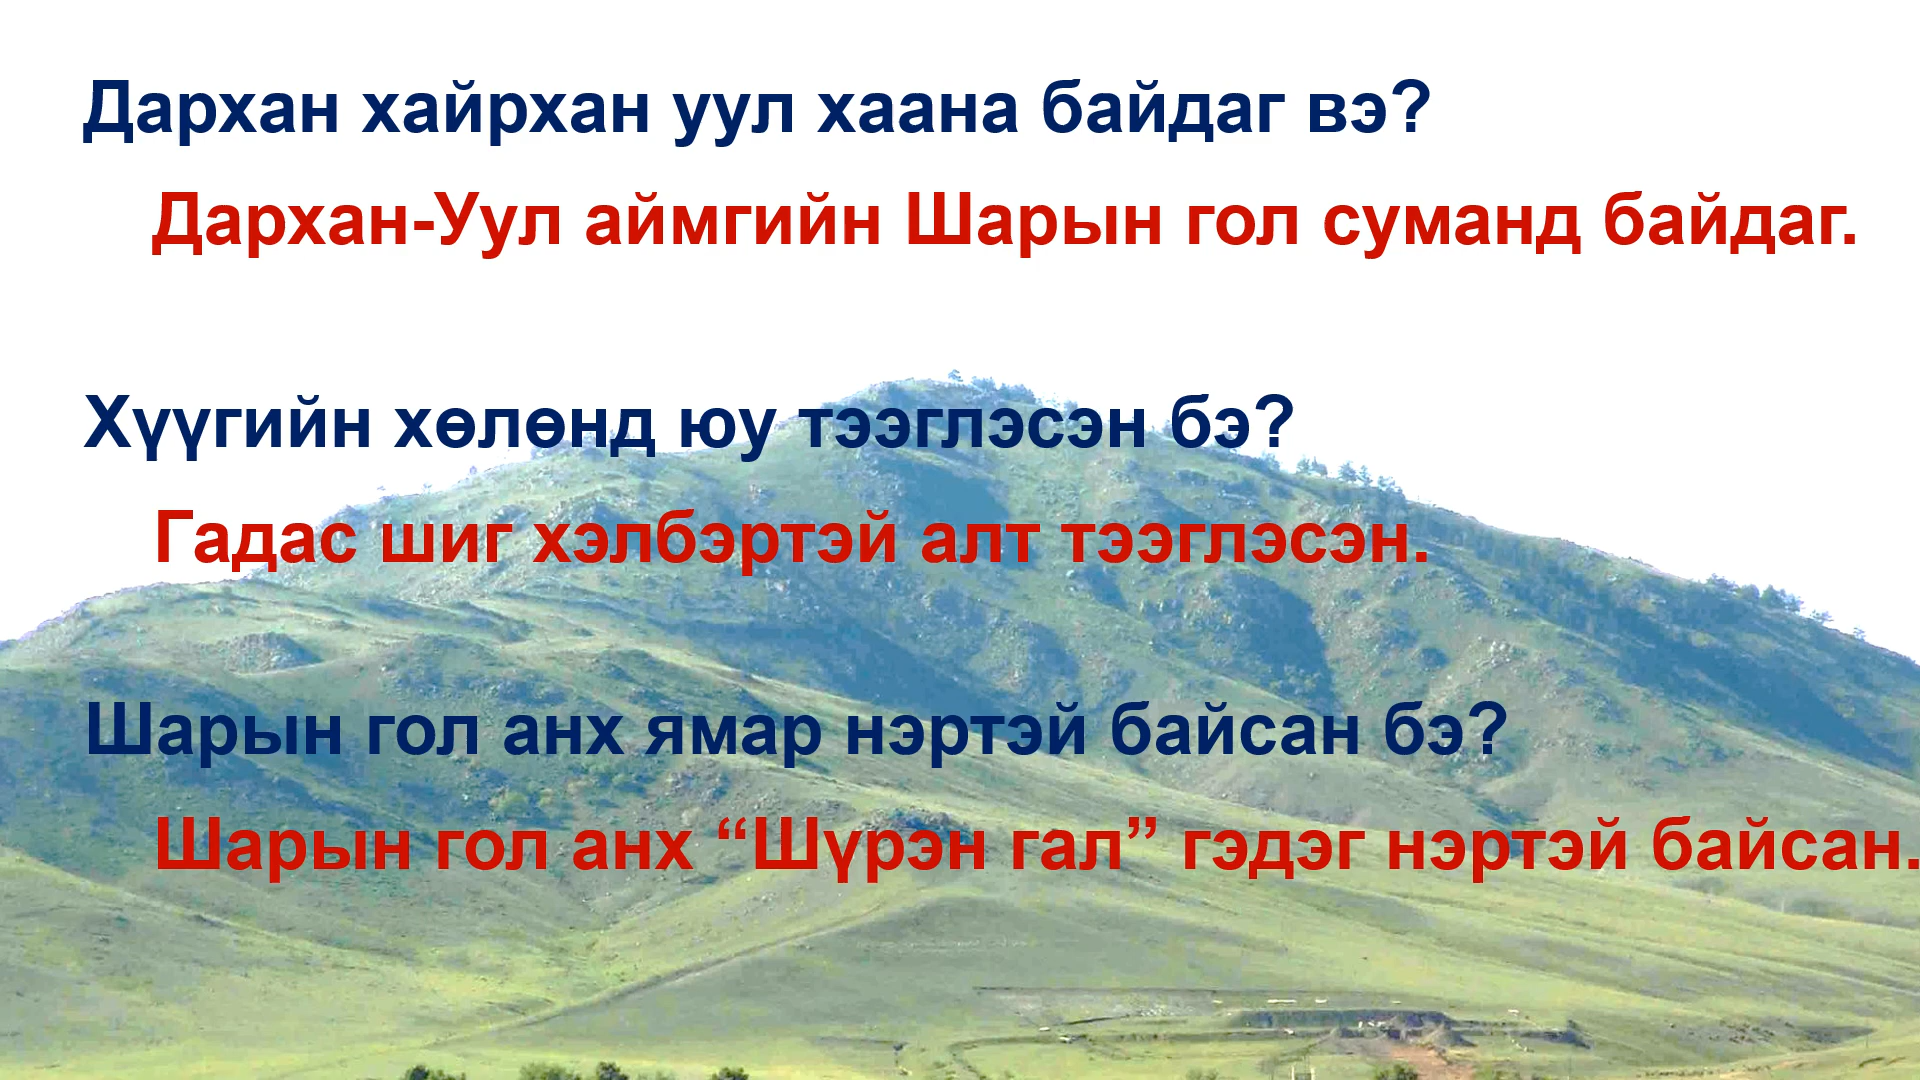 Дархан хайрхан уул хаана байдаг вэ?
Дархан-Уул аймгийн Шарын гол суманд байдаг.
Хүүгийн хөлөнд юу тээглэсэн бэ?
Гадас шиг хэлбэртэй алт тээглэсэн.
Шарын гол анх ямар нэртэй байсан бэ?
Шарын гол анх “Шүрэн гал” гэдэг нэртэй байсан.